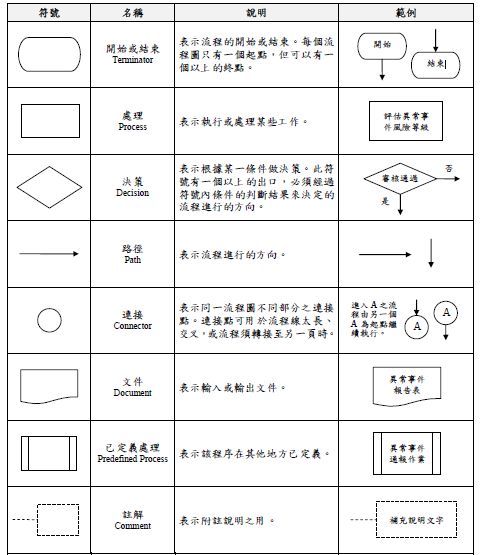 符號 名稱 說明 範例
開始或結束
Terminator
表示流程的開始或結束。每個
流程圖只有一個起點，但可以有
一個以上的終點。
開始
結束
處理
Process
表示執行或處理某些工作。
評估異常事
件風險等級
決策
Decision
表示根據某一條件做決策。此符
號有一個以上的出口，必須經過
符號內條件的判斷結果來決定的
流程進行的方向。
審核通過
否
是
路徑
Path
表示流程進行的方向。
連接
Connector
表示同一流程圖不同部分之連接
點。連接點可用於流程線太長、
交叉，或流程須轉接至另一頁時。
進入 A 之流
程由另一個
A 為起點繼
續執行。
A
A
文件
Document
表示輸入或輸出文件。
異常事件
報告表
已定義處理
Predefined Process
表示該程序在其他地方已定義。
異常事件
通報作業
註解
Comment
表示附註說明之用。
補充說明文字